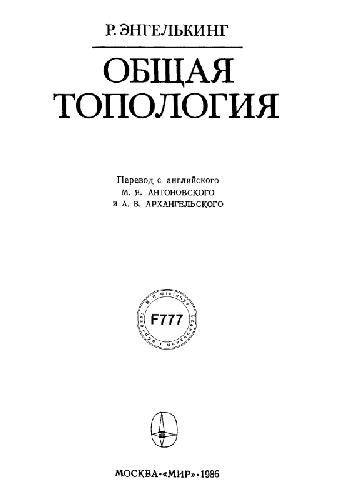 Р. ЭНГЕЛЬКИНГ
ОБЩАЯ
ТОПОЛОГИЯ
Перевод с английского
М. Я. АНТОНОВСКОГО
и А. В. АРХАНГЕЛЬСКОГО
F777
МОСКВА «МИР» 1986